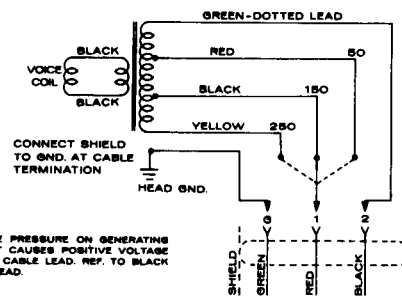 GREEN-DOTTED LEAD
BLACK
RED
50
VOICE
COIL
BLACK
150
BLACK
YELLOW
250
CONNECT SHIELD
TO GND. AT CABLE
TERMINATION
HEAD GND.
G
1
2
PRESSURE ON GENERATING
CAUSES POSITIVE VOLTAGE
CABLE LEAD. REF. TO BLACK
SHIELD
GREEN
RED
BLACK